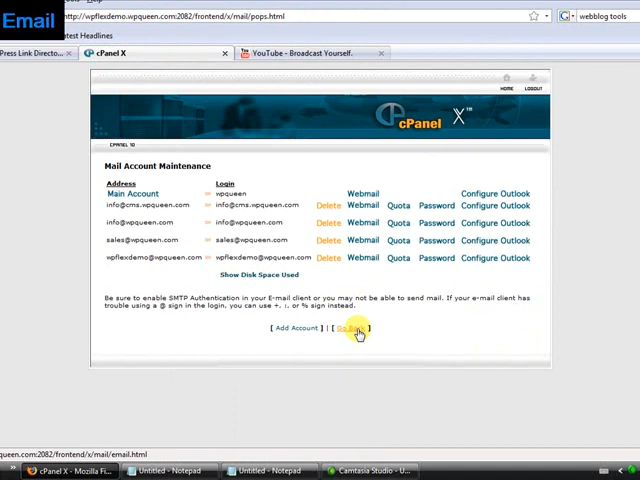 Email
http://wpflexdemo.wpqueen.com:2082/frontend/x/mail/pops.html
webblog tools
atest Headlines
Press Link Directo...
cPanel X
YouTube - Broadcast Yourself.
HOME
LOGOUT
cPanel X™
CPANEL 10
Mail Account Maintenance
Address Login
Main Account wpqueen Webmail Configure Outlook
info@cms.wpqueen.com info@cms.wpqueen.com Delete Webmail Quota Password Configure Outlook
info@wpqueen.com info@wpqueen.com Delete Webmail Quota Password Configure Outlook
sales@wpqueen.com sales@wpqueen.com Delete Webmail Quota Password Configure Outlook
wpflexdemo@wpqueen.com wpflexdemo@wpqueen.com Delete Webmail Quota Password Configure Outlook
Show Disk Space Used
Be sure to enable SMTP Authentication in your E-mail client or you may not be able to send mail. If your e-mail client has
trouble using a @ sign in the login, you can use +, :, or % sign instead.
[ Add Account ] | [ Go Back ]
queen.com:2082/frontend/x/mail/email.html
cPanel X - Mozilla Fi...
Untitled - Notepad
Untitled - Notepad
Camtasia Studio - U...